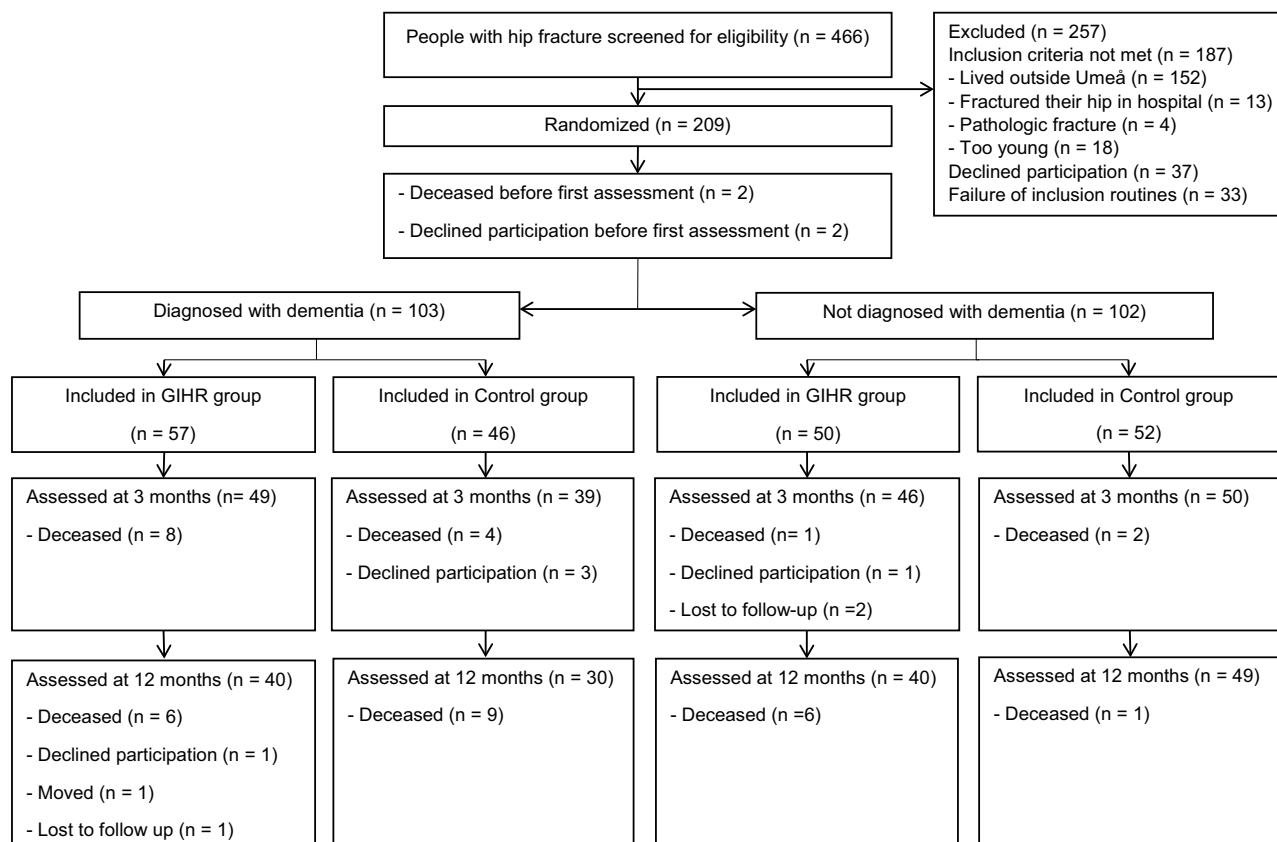 People with hip fracture screened for eligibility (n = 466)
Excluded (n = 257)
Inclusion criteria not met (n = 187)
- Lived outside Umeå (n = 152)
- Fractured their hip in hospital (n = 13)
- Pathologic fracture (n = 4)
- Too young (n = 18)
Declined participation (n = 37)
Failure of inclusion routines (n = 33)
Randomized (n = 209)
- Deceased before first assessment (n = 2)
- Declined participation before first assessment (n = 2)
Diagnosed with dementia (n = 103)
Not diagnosed with dementia (n = 102)
Included in GIHR group
(n = 57)
Included in Control group
(n = 46)
Included in GIHR group
(n = 50)
Included in Control group
(n = 52)
Assessed at 3 months (n= 49)
- Deceased (n = 8)
Assessed at 3 months (n = 39)
- Deceased (n = 4)
- Declined participation (n = 3)
Assessed at 3 months (n = 46)
- Deceased (n= 1)
- Declined participation (n = 1)
- Lost to follow-up (n =2)
Assessed at 3 months (n = 50)
- Deceased (n = 2)
Assessed at 12 months (n = 40)
- Deceased (n = 6)
- Declined participation (n = 1)
- Moved (n = 1)
- Lost to follow up (n = 1)
Assessed at 12 months (n = 30)
- Deceased (n = 9)
Assessed at 12 months (n = 40)
- Deceased (n =6)
Assessed at 12 months (n = 49)
- Deceased (n = 1)